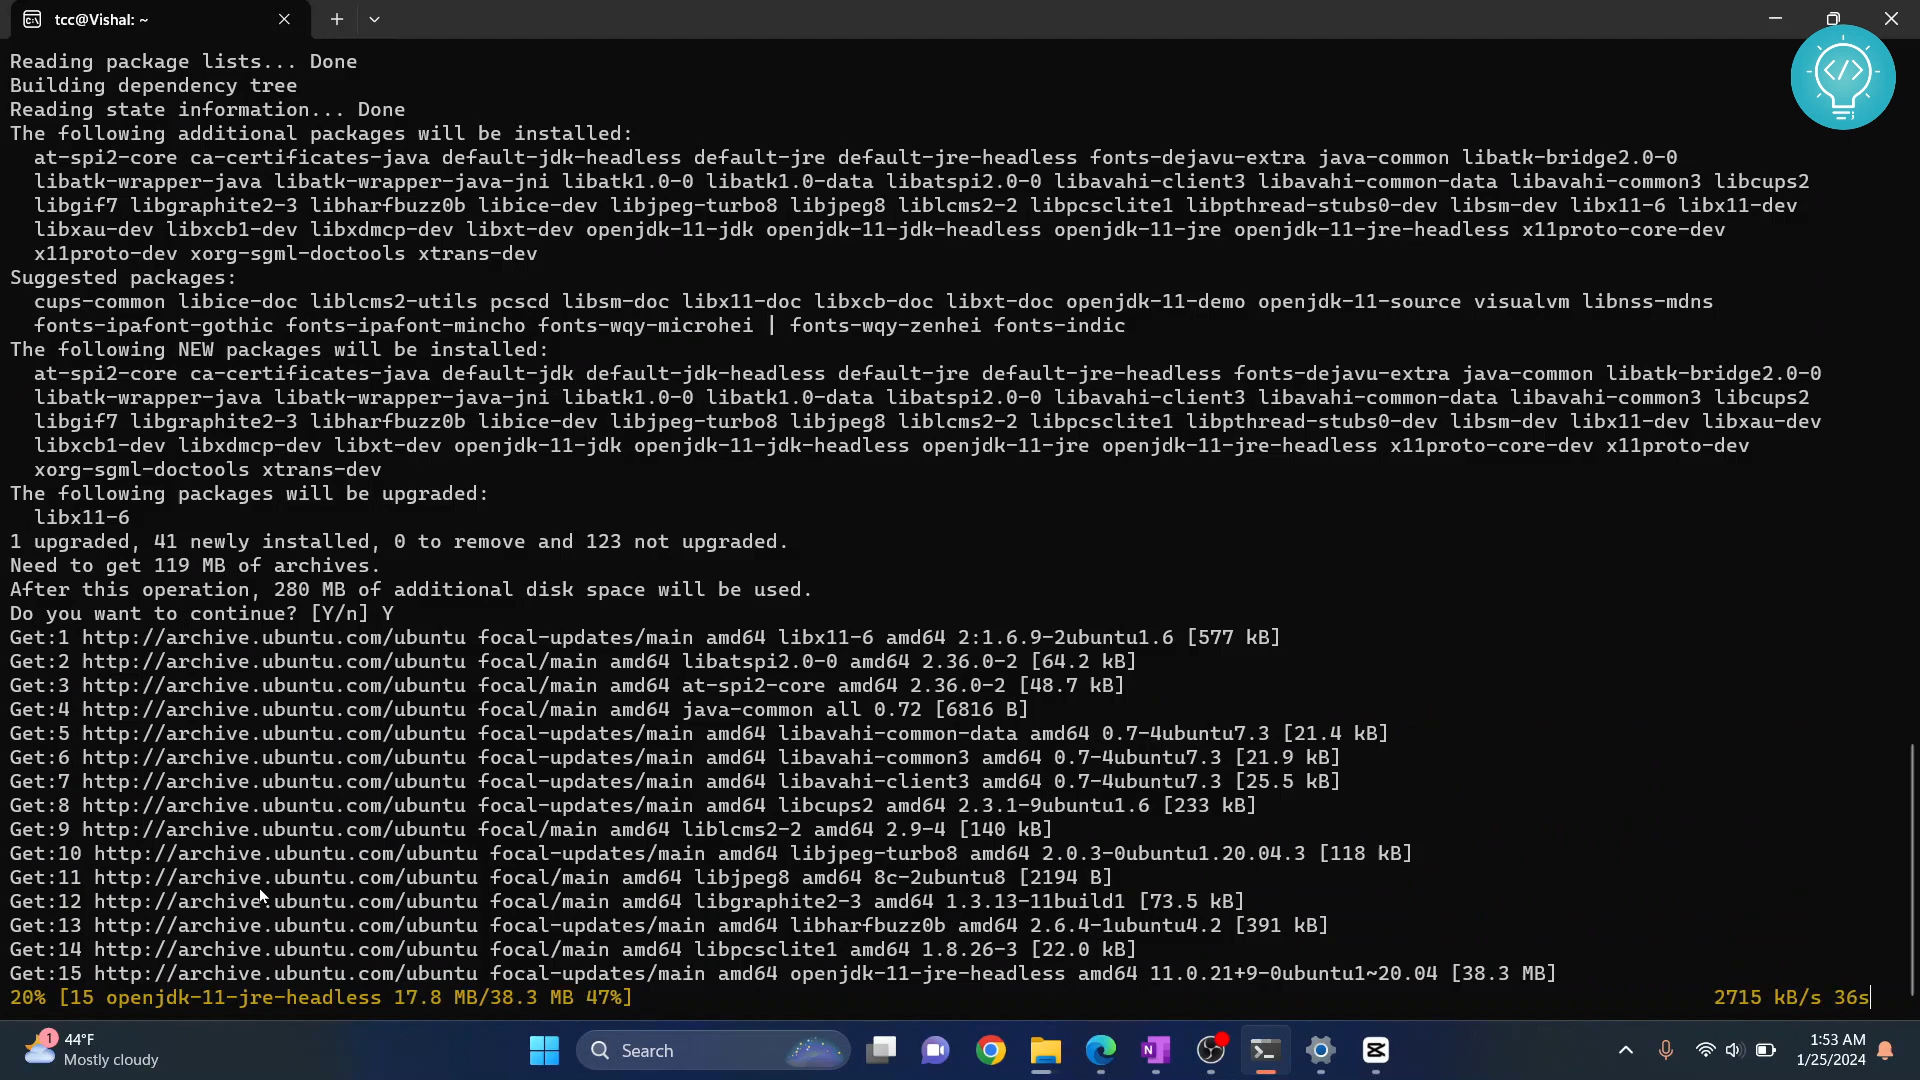 tcc@Vishal: ~
Reading package lists... Done
Building dependency tree
Reading state information... Done
The following additional packages will be installed:
at-spi2-core ca-certificates-java default-jdk-headless default-jre default-jre-headless fonts-dejavu-extra java-common libatk-bridge2.0-0
libatk-wrapper-java libatk-wrapper-java-jni libatk1.0-0 libatk1.0-data libatspi2.0-0 libavahi-client3 libavahi-common-data libavahi-common3 libcups2
libgif7 libgraphite2-3 libharfbuzz0b libice-dev libjpeg-turbo8 libjpeg8 liblcms2-2 libpcsclite1 libpthread-stubs0-dev libsm-dev libx11-6 libx11-dev
libxau-dev libxcb1-dev libxdmcp-dev libxt-dev openjdk-11-jdk openjdk-11-jdk-headless openjdk-11-jre openjdk-11-jre-headless x11proto-core-dev
x11proto-dev xorg-sgml-doctools xtrans-dev
Suggested packages:
cups-common libice-doc liblcms2-utils pcscd libsm-doc libx11-doc libxcb-doc libxt-doc openjdk-11-demo openjdk-11-source visualvm libnss-mdns
fonts-ipafont-gothic fonts-ipafont-mincho fonts-wqy-microhei | fonts-wqy-zenhei fonts-indic
The following NEW packages will be installed:
at-spi2-core ca-certificates-java default-jdk default-jdk-headless default-jre default-jre-headless fonts-dejavu-extra java-common libatk-bridge2.0-0
libatk-wrapper-java libatk-wrapper-java-jni libatk1.0-0 libatk1.0-data libatspi2.0-0 libavahi-client3 libavahi-common-data libavahi-common3 libcups2
libgif7 libgraphite2-3 libharfbuzz0b libice-dev libjpeg-turbo8 libjpeg8 liblcms2-2 libpcsclite1 libpthread-stubs0-dev libsm-dev libx11-dev libxau-dev
libxcb1-dev libxdmcp-dev libxt-dev openjdk-11-jdk openjdk-11-jdk-headless openjdk-11-jre openjdk-11-jre-headless x11proto-core-dev x11proto-dev
xorg-sgml-doctools xtrans-dev
The following packages will be upgraded:
libx11-6
1 upgraded, 41 newly installed, 0 to remove and 123 not upgraded.
Need to get 119 MB of archives.
After this operation, 280 MB of additional disk space will be used.
Do you want to continue? [Y/n] Y
Get:1 http://archive.ubuntu.com/ubuntu focal-updates/main amd64 libx11-6 amd64 2:1.6.9-2ubuntu1.6 [577 kB]
Get:2 http://archive.ubuntu.com/ubuntu focal/main amd64 libatspi2.0-0 amd64 2.36.0-2 [64.2 kB]
Get:3 http://archive.ubuntu.com/ubuntu focal/main amd64 at-spi2-core amd64 2.36.0-2 [48.7 kB]
Get:4 http://archive.ubuntu.com/ubuntu focal/main amd64 java-common all 0.72 [6816 B]
Get:5 http://archive.ubuntu.com/ubuntu focal-updates/main amd64 libavahi-common-data amd64 0.7-4ubuntu7.3 [21.4 kB]
Get:6 http://archive.ubuntu.com/ubuntu focal-updates/main amd64 libavahi-common3 amd64 0.7-4ubuntu7.3 [21.9 kB]
Get:7 http://archive.ubuntu.com/ubuntu focal-updates/main amd64 libavahi-client3 amd64 0.7-4ubuntu7.3 [25.5 kB]
Get:8 http://archive.ubuntu.com/ubuntu focal-updates/main amd64 libcups2 amd64 2.3.1-9ubuntu1.6 [233 kB]
Get:9 http://archive.ubuntu.com/ubuntu focal/main amd64 liblcms2-2 amd64 2.9-4 [140 kB]
Get:10 http://archive.ubuntu.com/ubuntu focal-updates/main amd64 libjpeg-turbo8 amd64 2.0.3-0ubuntu1.20.04.3 [118 kB]
Get:11 http://archive.ubuntu.com/ubuntu focal/main amd64 libjpeg8 amd64 8c-2ubuntu8 [2194 B]
Get:12 http://archive.ubuntu.com/ubuntu focal/main amd64 libgraphite2-3 amd64 1.3.13-11build1 [73.5 kB]
Get:13 http://archive.ubuntu.com/ubuntu focal-updates/main amd64 libharfbuzz0b amd64 2.6.4-1ubuntu4.2 [391 kB]
Get:14 http://archive.ubuntu.com/ubuntu focal/main amd64 libpcsclite1 amd64 1.8.26-3 [22.0 kB]
Get:15 http://archive.ubuntu.com/ubuntu focal-updates/main amd64 openjdk-11-jre-headless amd64 11.0.21+9-0ubuntu1~20.04 [38.3 MB]
20% [15 openjdk-11-jre-headless 17.8 MB/38.3 MB 47%] 2715 kB/s 36s
1
44°F
Mostly cloudy
Search
N
1:53 AM
1/25/2024